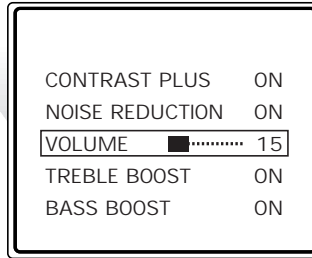 CONTRAST PLUS ON
NOISE REDUCTION ON
VOLUME 15
TREBLE BOOST ON
BASS BOOST ON